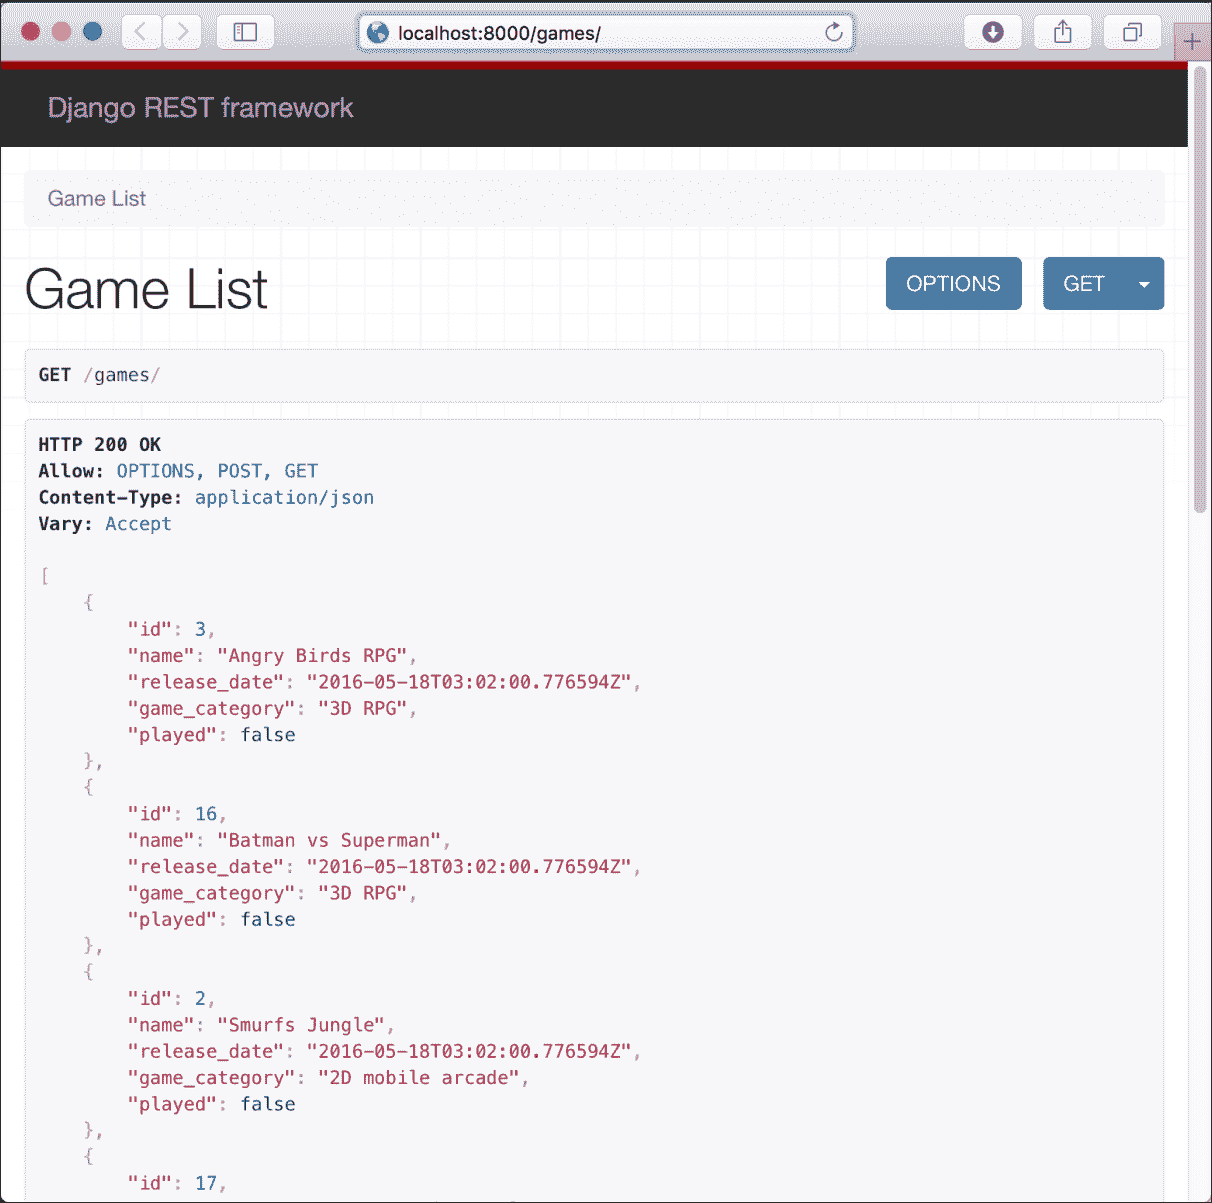 localhost:8000/games/
Django REST framework
Game List
Game List
OPTIONS
GET
GET /games/
HTTP 200 OK
Allow: OPTIONS, POST, GET
Content-Type: application/json
Vary: Accept
[
{
"id": 3,
"name": "Angry Birds RPG",
"release_date": "2016-05-18T03:02:00.776594Z",
"game_category": "3D RPG",
"played": false
},
{
"id": 16,
"name": "Batman vs Superman",
"release_date": "2016-05-18T03:02:00.776594Z",
"game_category": "3D RPG",
"played": false
},
{
"id": 2,
"name": "Smurfs Jungle",
"release_date": "2016-05-18T03:02:00.776594Z",
"game_category": "2D mobile arcade",
"played": false
},
{
"id": 17,